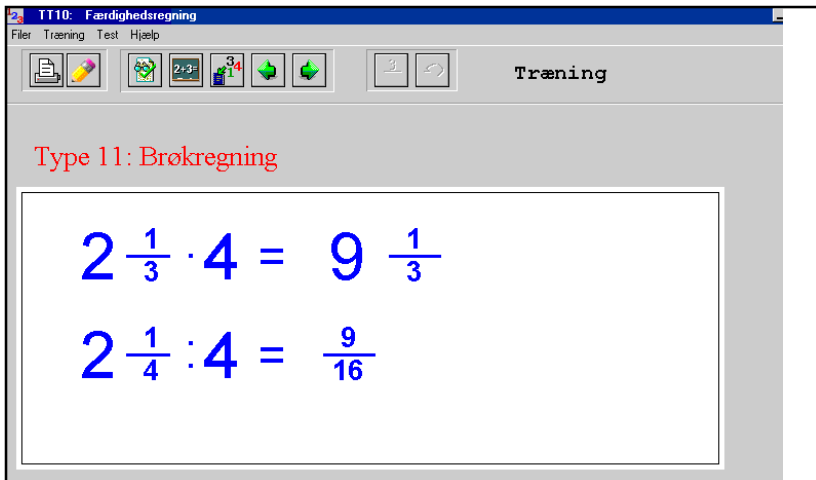 TT10: Færdighedsregning
Filer Træning Test Hjælp
Træning
Type 11: Brøkregning
2 1/3 · 4 = 9 1/3
2 1/4 : 4 = 9/16